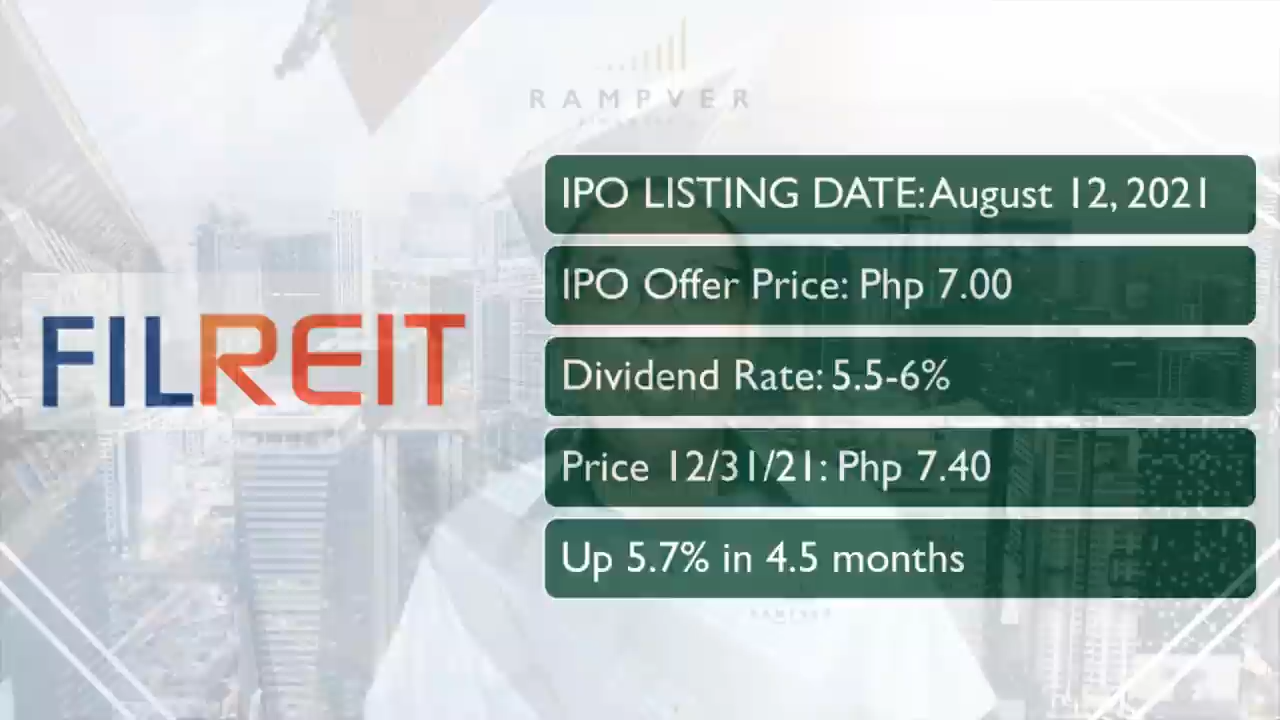 RAMPVER
IPO LISTING DATE: August 12, 2021
IPO Offer Price: Php 7.00
FILREIT
Dividend Rate: 5.5-6%
Price 12/31/21: Php 7.40
Up 5.7% in 4.5 months
RAMPVER